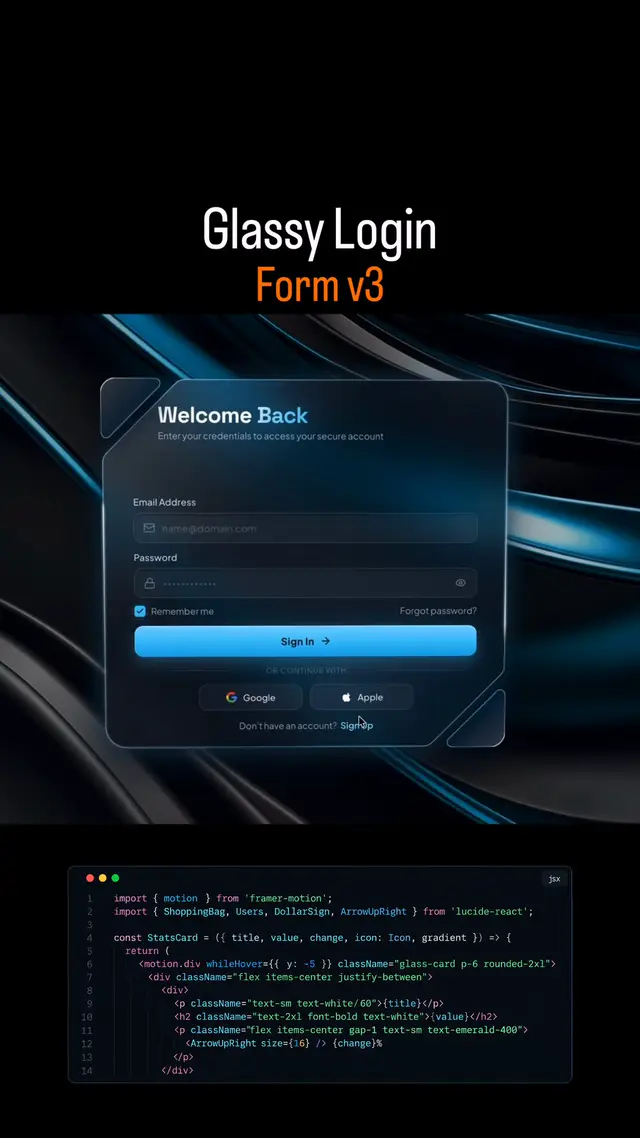 Glassy Login
Form v3
Welcome Back
Enter your credentials to access your secure account
Email Address
name@domain.com
Password
Remember me
Forgot password?
Sign In →
OR CONTINUE WITH
Google
Apple
Don't have an account? Sign up
jsx
1 import { motion } from 'framer-motion';
2 import { ShoppingBag, Users, DollarSign, ArrowUpRight } from 'lucide-react';
3
4 const StatsCard = ({ title, value, change, icon: Icon, gradient }) => {
5 return (
6 <motion.div whileHover={{ y: -5 }} className="glass-card p-6 rounded-2xl">
7 <div className="flex items-center justify-between">
8 <div>
9 <p className="text-sm text-white/60">{title}</p>
10 <h2 className="text-2xl font-bold text-white">{value}</h2>
11 <p className="flex items-center gap-1 text-sm text-emerald-400">
12 <ArrowUpRight size={16} /> {change}%
13 </p>
14 </div>